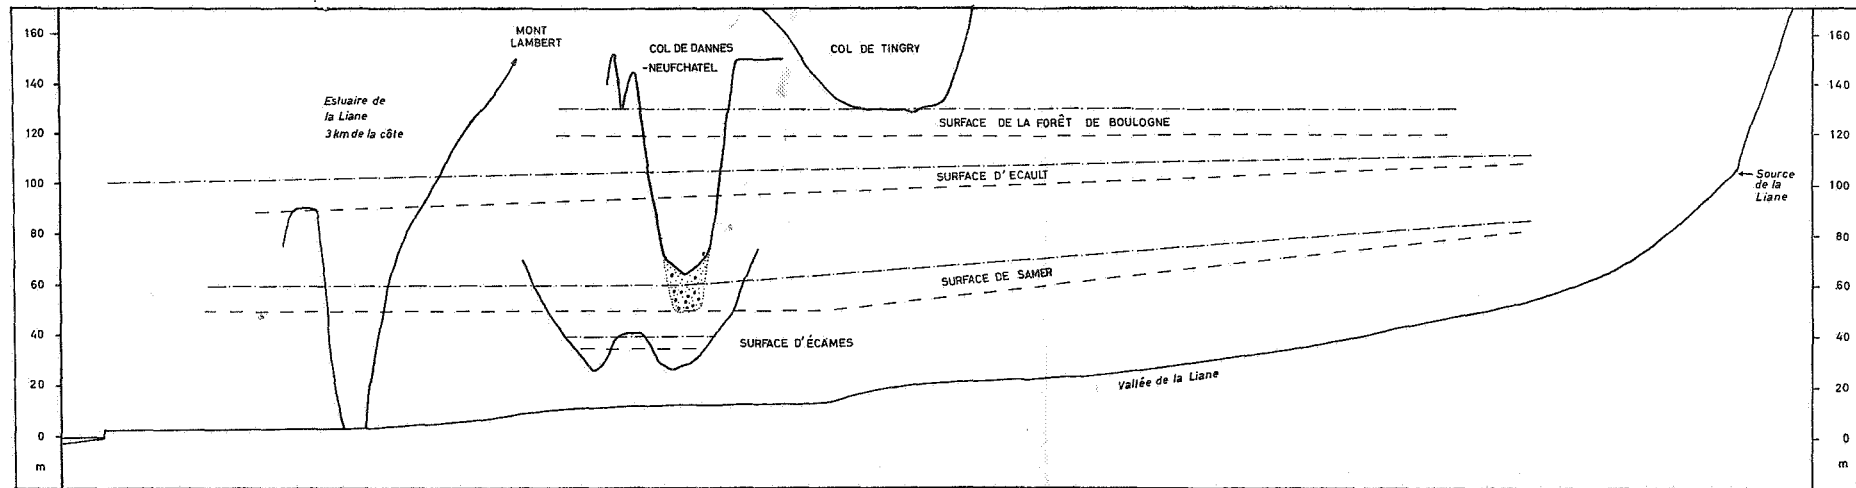 160
140
120
100
80
60
40
20
0
m
MONT
LAMBERT
Estuaire de
la Liane
3 km de la côte
COL DE DANNES
-NEUFCHATEL
COL DE TINGRY
SURFACE DE LA FORÊT DE BOULOGNE
SURFACE D'ECAULT
SURFACE DE SAMER
SURFACE D'ÉCAMES
Vallée de la Liane
Source
de la
Liane
160
140
120
100
80
60
40
20
0
m